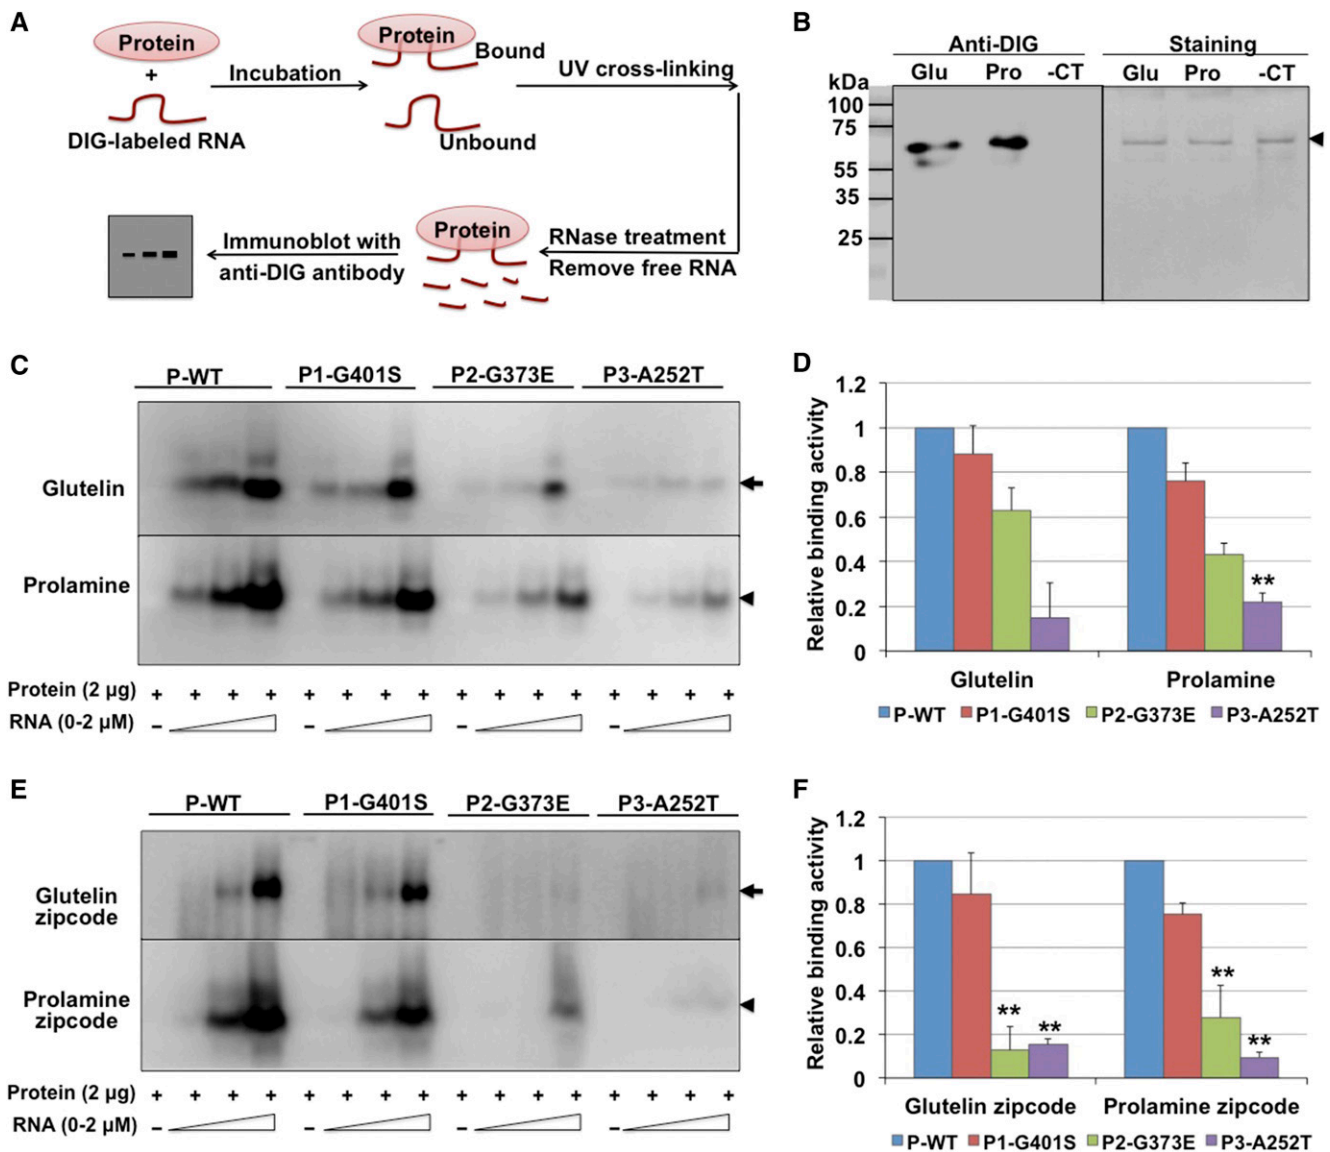 A
Protein
+
DIG-labeled RNA
Incubation
Protein
Bound
Unbound
UV cross-linking
RNase treatment
Remove free RNA
Protein
Immunoblot with
anti-DIG antibody
B
Anti-DIG
Staining
kDa
Glu
Pro
-CT
Glu
Pro
-CT
100
75
55
35
25
C
P-WT
P1-G401S
P2-G373E
P3-A252T
Glutelin
Prolamine
Protein (2 µg) + + + + + + + + + + + + + + + +
RNA (0-2 µM) – – – –
D
Relative binding activity
1.2
1
0.8
0.6
0.4
0.2
0
**
Glutelin
Prolamine
P-WT
P1-G401S
P2-G373E
P3-A252T
E
P-WT
P1-G401S
P2-G373E
P3-A252T
Glutelin
zipcode
Prolamine
zipcode
Protein (2 µg) + + + + + + + + + + + + + + + +
RNA (0-2 µM) – – – –
F
Relative binding activity
1.2
1
0.8
0.6
0.4
0.2
0
**
**
**
**
Glutelin zipcode
Prolamine zipcode
P-WT
P1-G401S
P2-G373E
P3-A252T